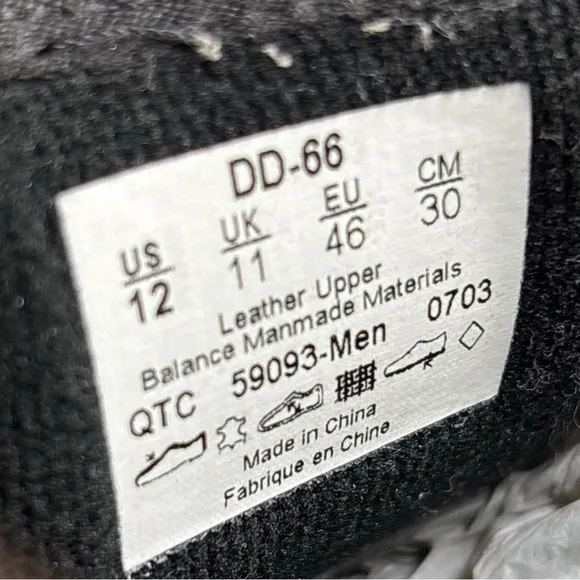 DD-66
US UK EU CM
12 11 46 30
Leather Upper
Balance Manmade Materials
QTC 59093-Men 0703
Made in China
Fabrique en Chine